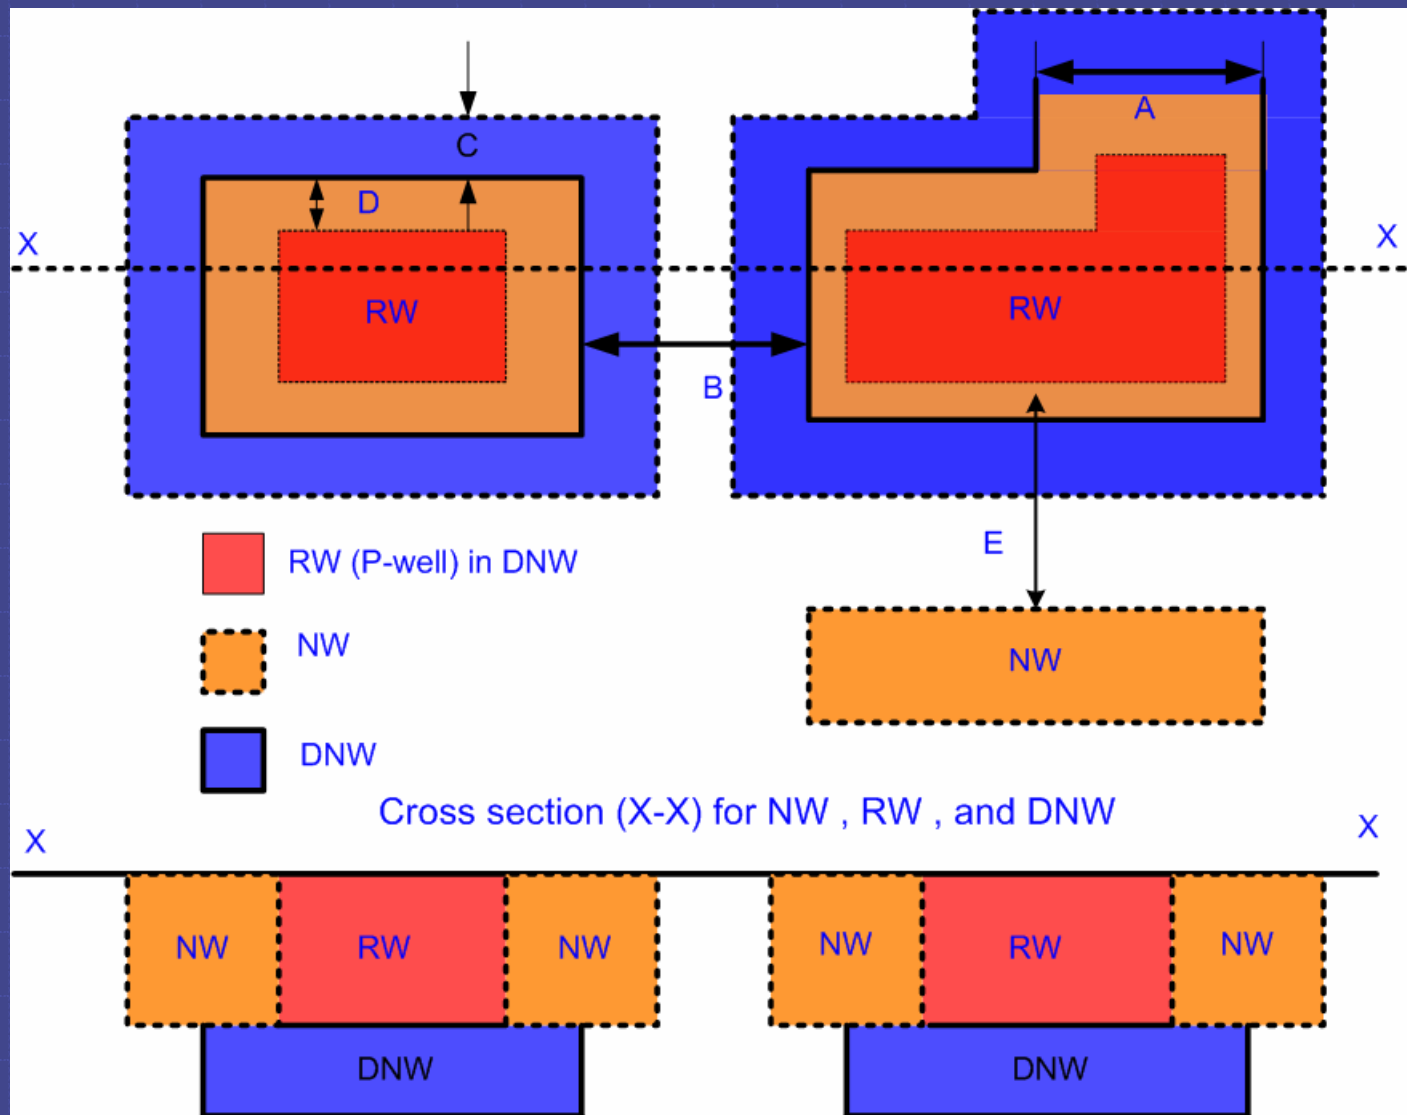 A
C
D
X
X
RW
RW
B
E
RW (P-well) in DNW
NW
NW
DNW
Cross section (X-X) for NW , RW , and DNW
X
X
NW
RW
NW
NW
RW
NW
DNW
DNW